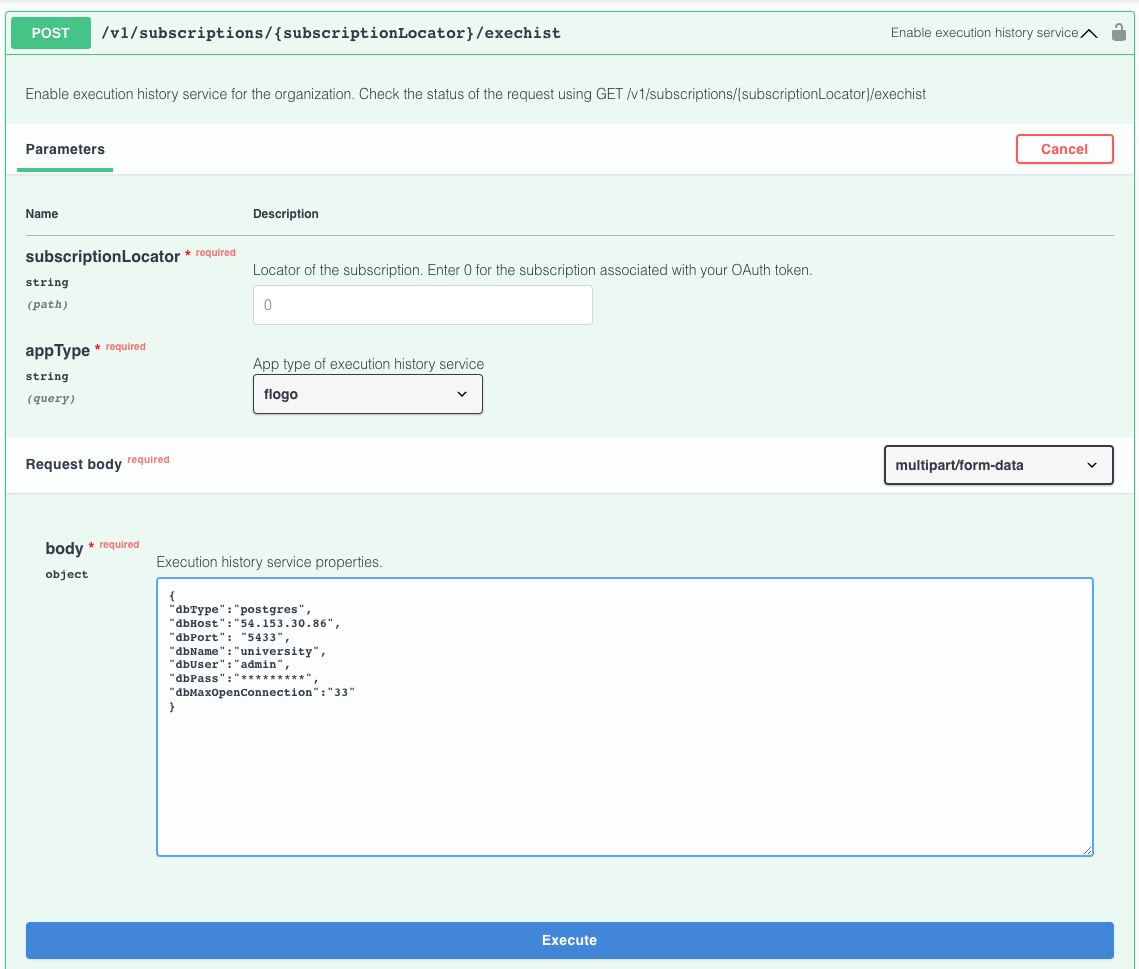 POST /v1/subscriptions/{subscriptionLocator}/exechist Enable execution history service
Enable execution history service for the organization. Check the status of the request using GET /v1/subscriptions/{subscriptionLocator}/exechist
Parameters Cancel
Name Description
subscriptionLocator * required
string
(path)
Locator of the subscription. Enter 0 for the subscription associated with your OAuth token.
0
appType * required
string
(query)
App type of execution history service
flogo
Request body required multipart/form-data
body * required
object
Execution history service properties.
{
"dbType":"postgres",
"dbHost":"54.153.30.86",
"dbPort": "5433",
"dbName":"university",
"dbUser":"admin",
"dbPass":"*********",
"dbMaxOpenConnection":"33"
}
Execute